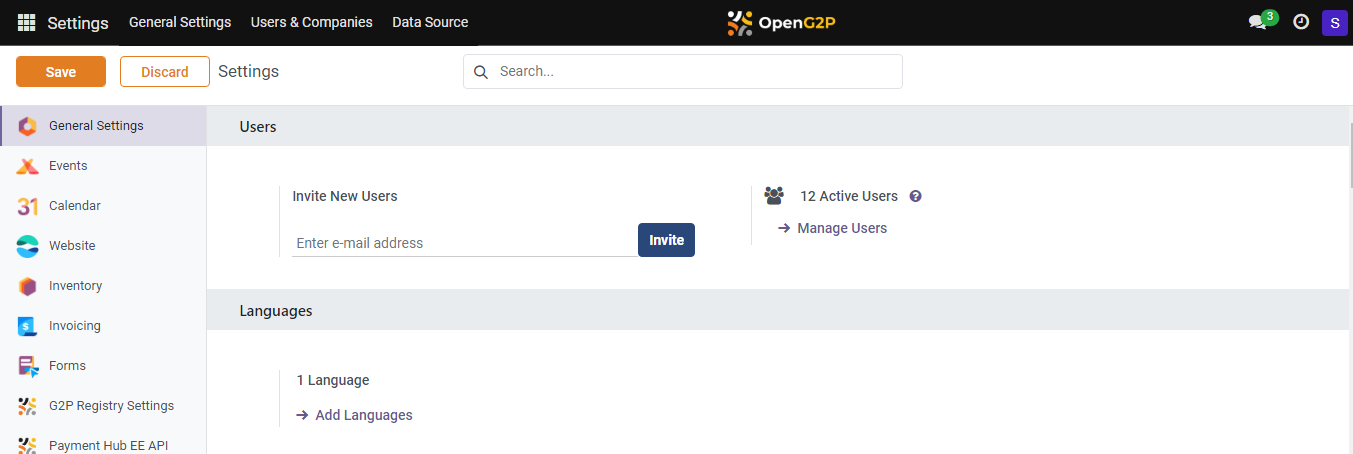 Settings General Settings Users & Companies Data Source OpenG2P 3 S
Save Discard Settings Search...
General Settings
Events
31 Calendar
Website
Inventory
$ Invoicing
Forms
G2P Registry Settings
Payment Hub EE API
Users
Invite New Users 12 Active Users ?
Enter e-mail address Invite → Manage Users
Languages
1 Language
→ Add Languages